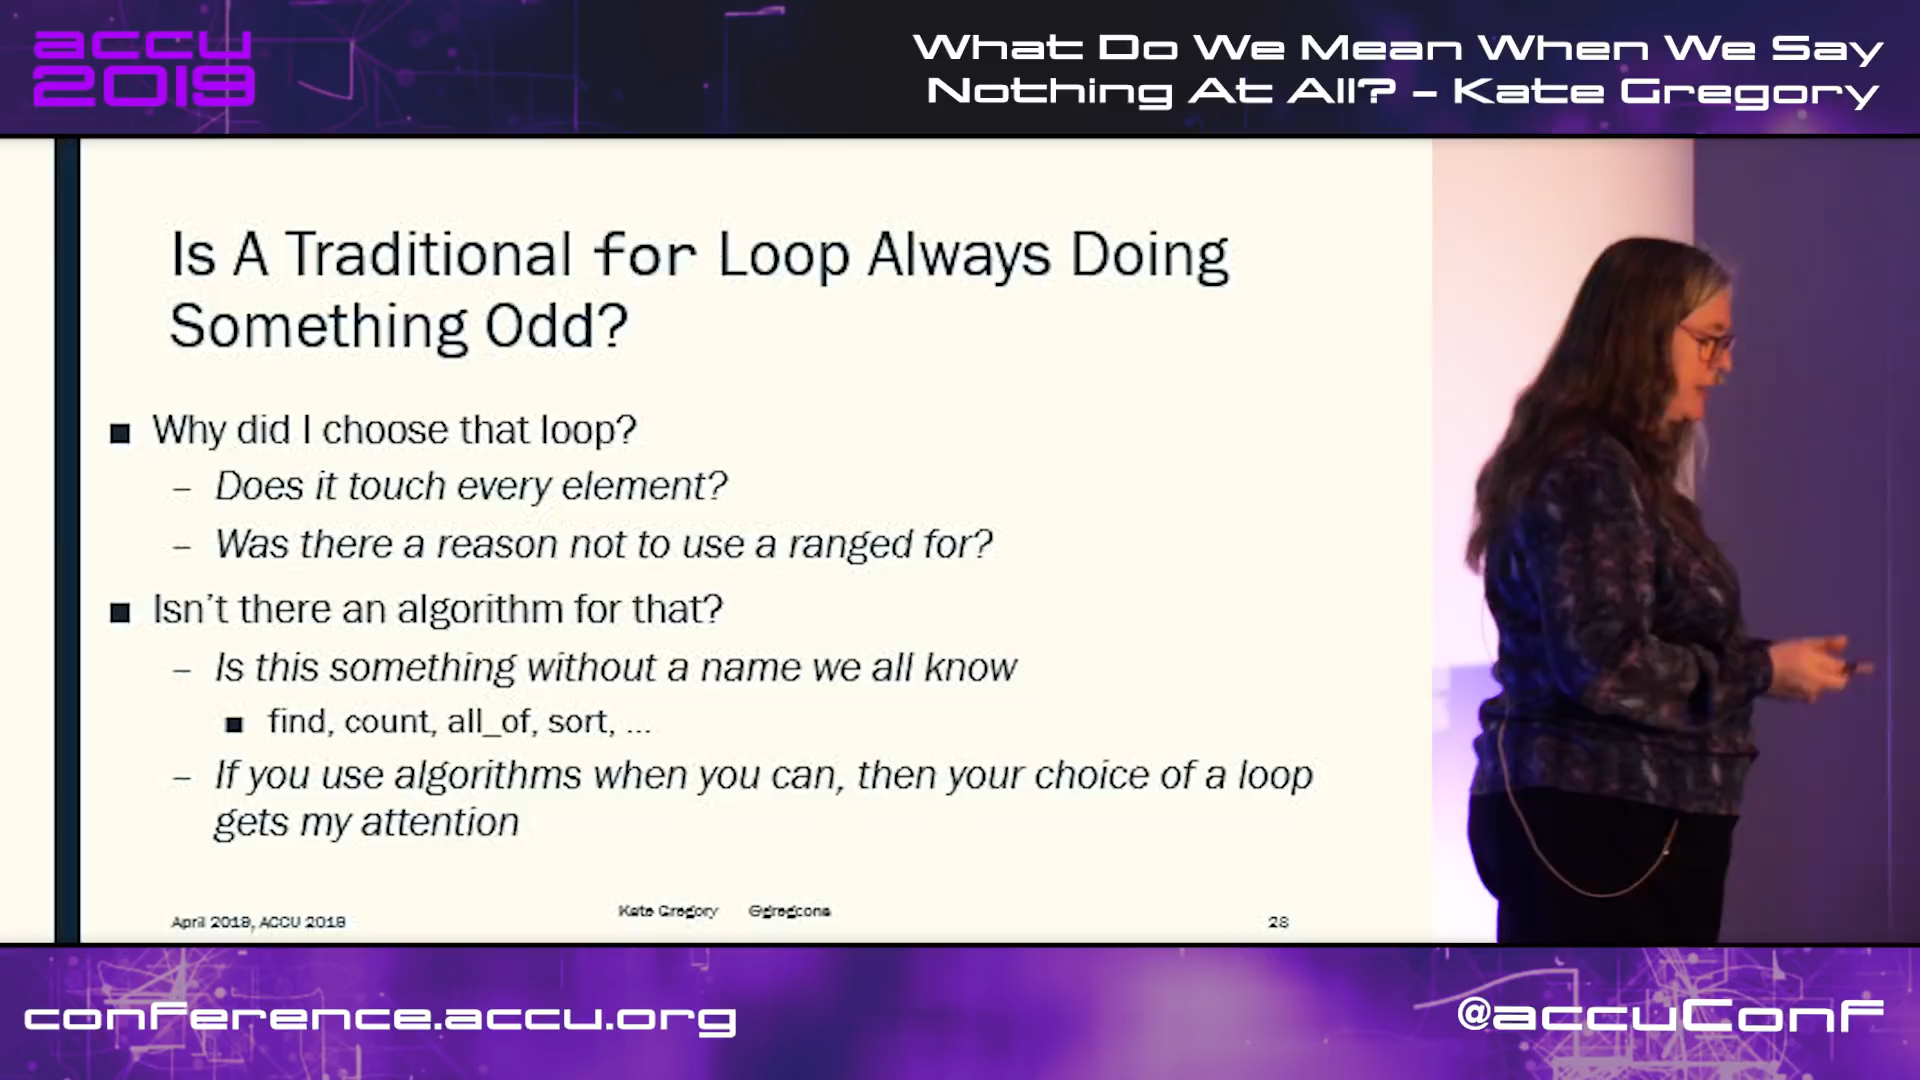 accu
2019
What Do We Mean When We Say
Nothing At All? – Kate Gregory
Is A Traditional for Loop Always Doing
Something Odd?
■ Why did I choose that loop?
– Does it touch every element?
– Was there a reason not to use a ranged for?
■ Isn't there an algorithm for that?
– Is this something without a name we all know
■ find, count, all_of, sort, ...
– If you use algorithms when you can, then your choice of a loop
gets my attention
April 2019, ACCU 2019
Kate Gregory @gregcons
28
conference.accu.org
@accuConf